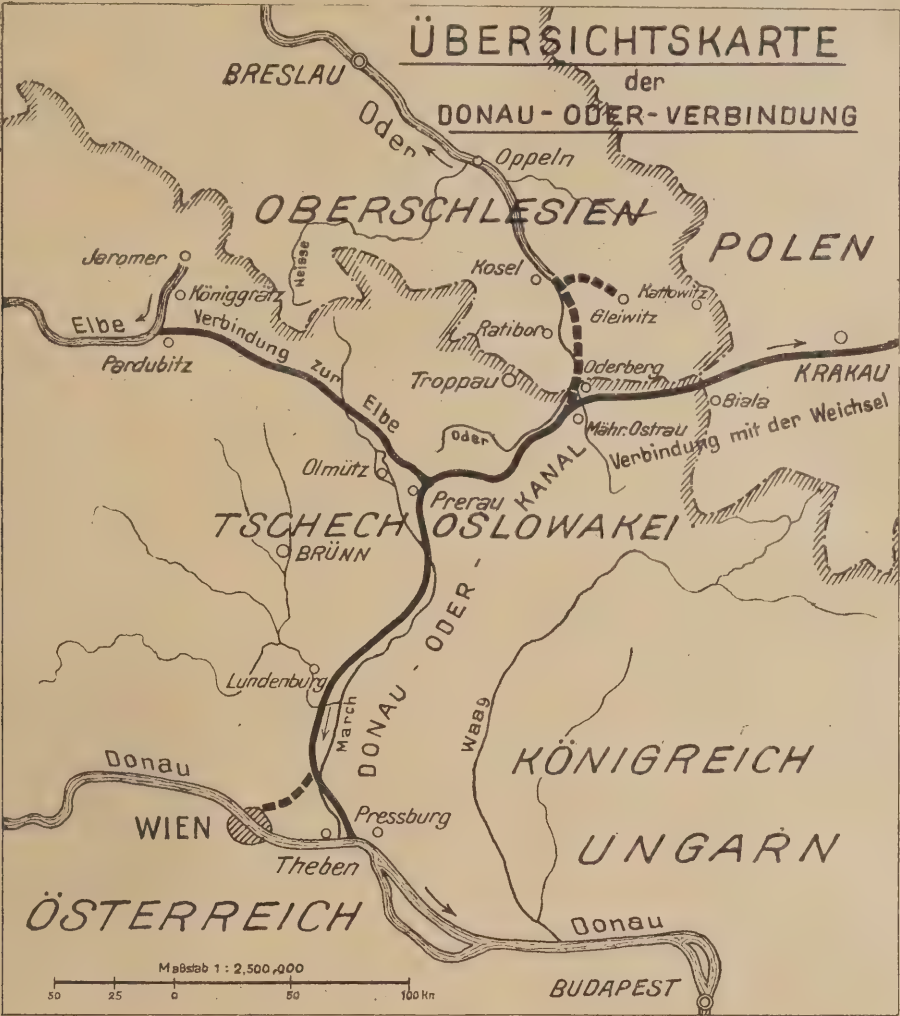 ÜBERSICHTSKARTE
der
DONAU-ODER-VERBINDUNG
BRESLAU
Oder
Oppeln
OBERSCHLESIEN
POLEN
Neisse
Jaromer
Königgratz
Kosel
Kattowitz
Gleiwitz
Elbe
Verbindung zur Elbe
Pardubitz
Ratibor
Oderberg
KRAKAU
Troppau
Biala
Mähr. Ostrau
Verbindung mit der Weichsel
Oder
Olmütz
Prerau
TSCHECHOSLOWAKEI
BRÜNN
DONAU-ODER-KANAL
Lundenburg
March
Waag
Donau
KÖNIGREICH
UNGARN
WIEN
Pressburg
Theben
ÖSTERREICH
Donau
Maßstab 1:2,500,000
50 25 0 50 100 Km
BUDAPEST